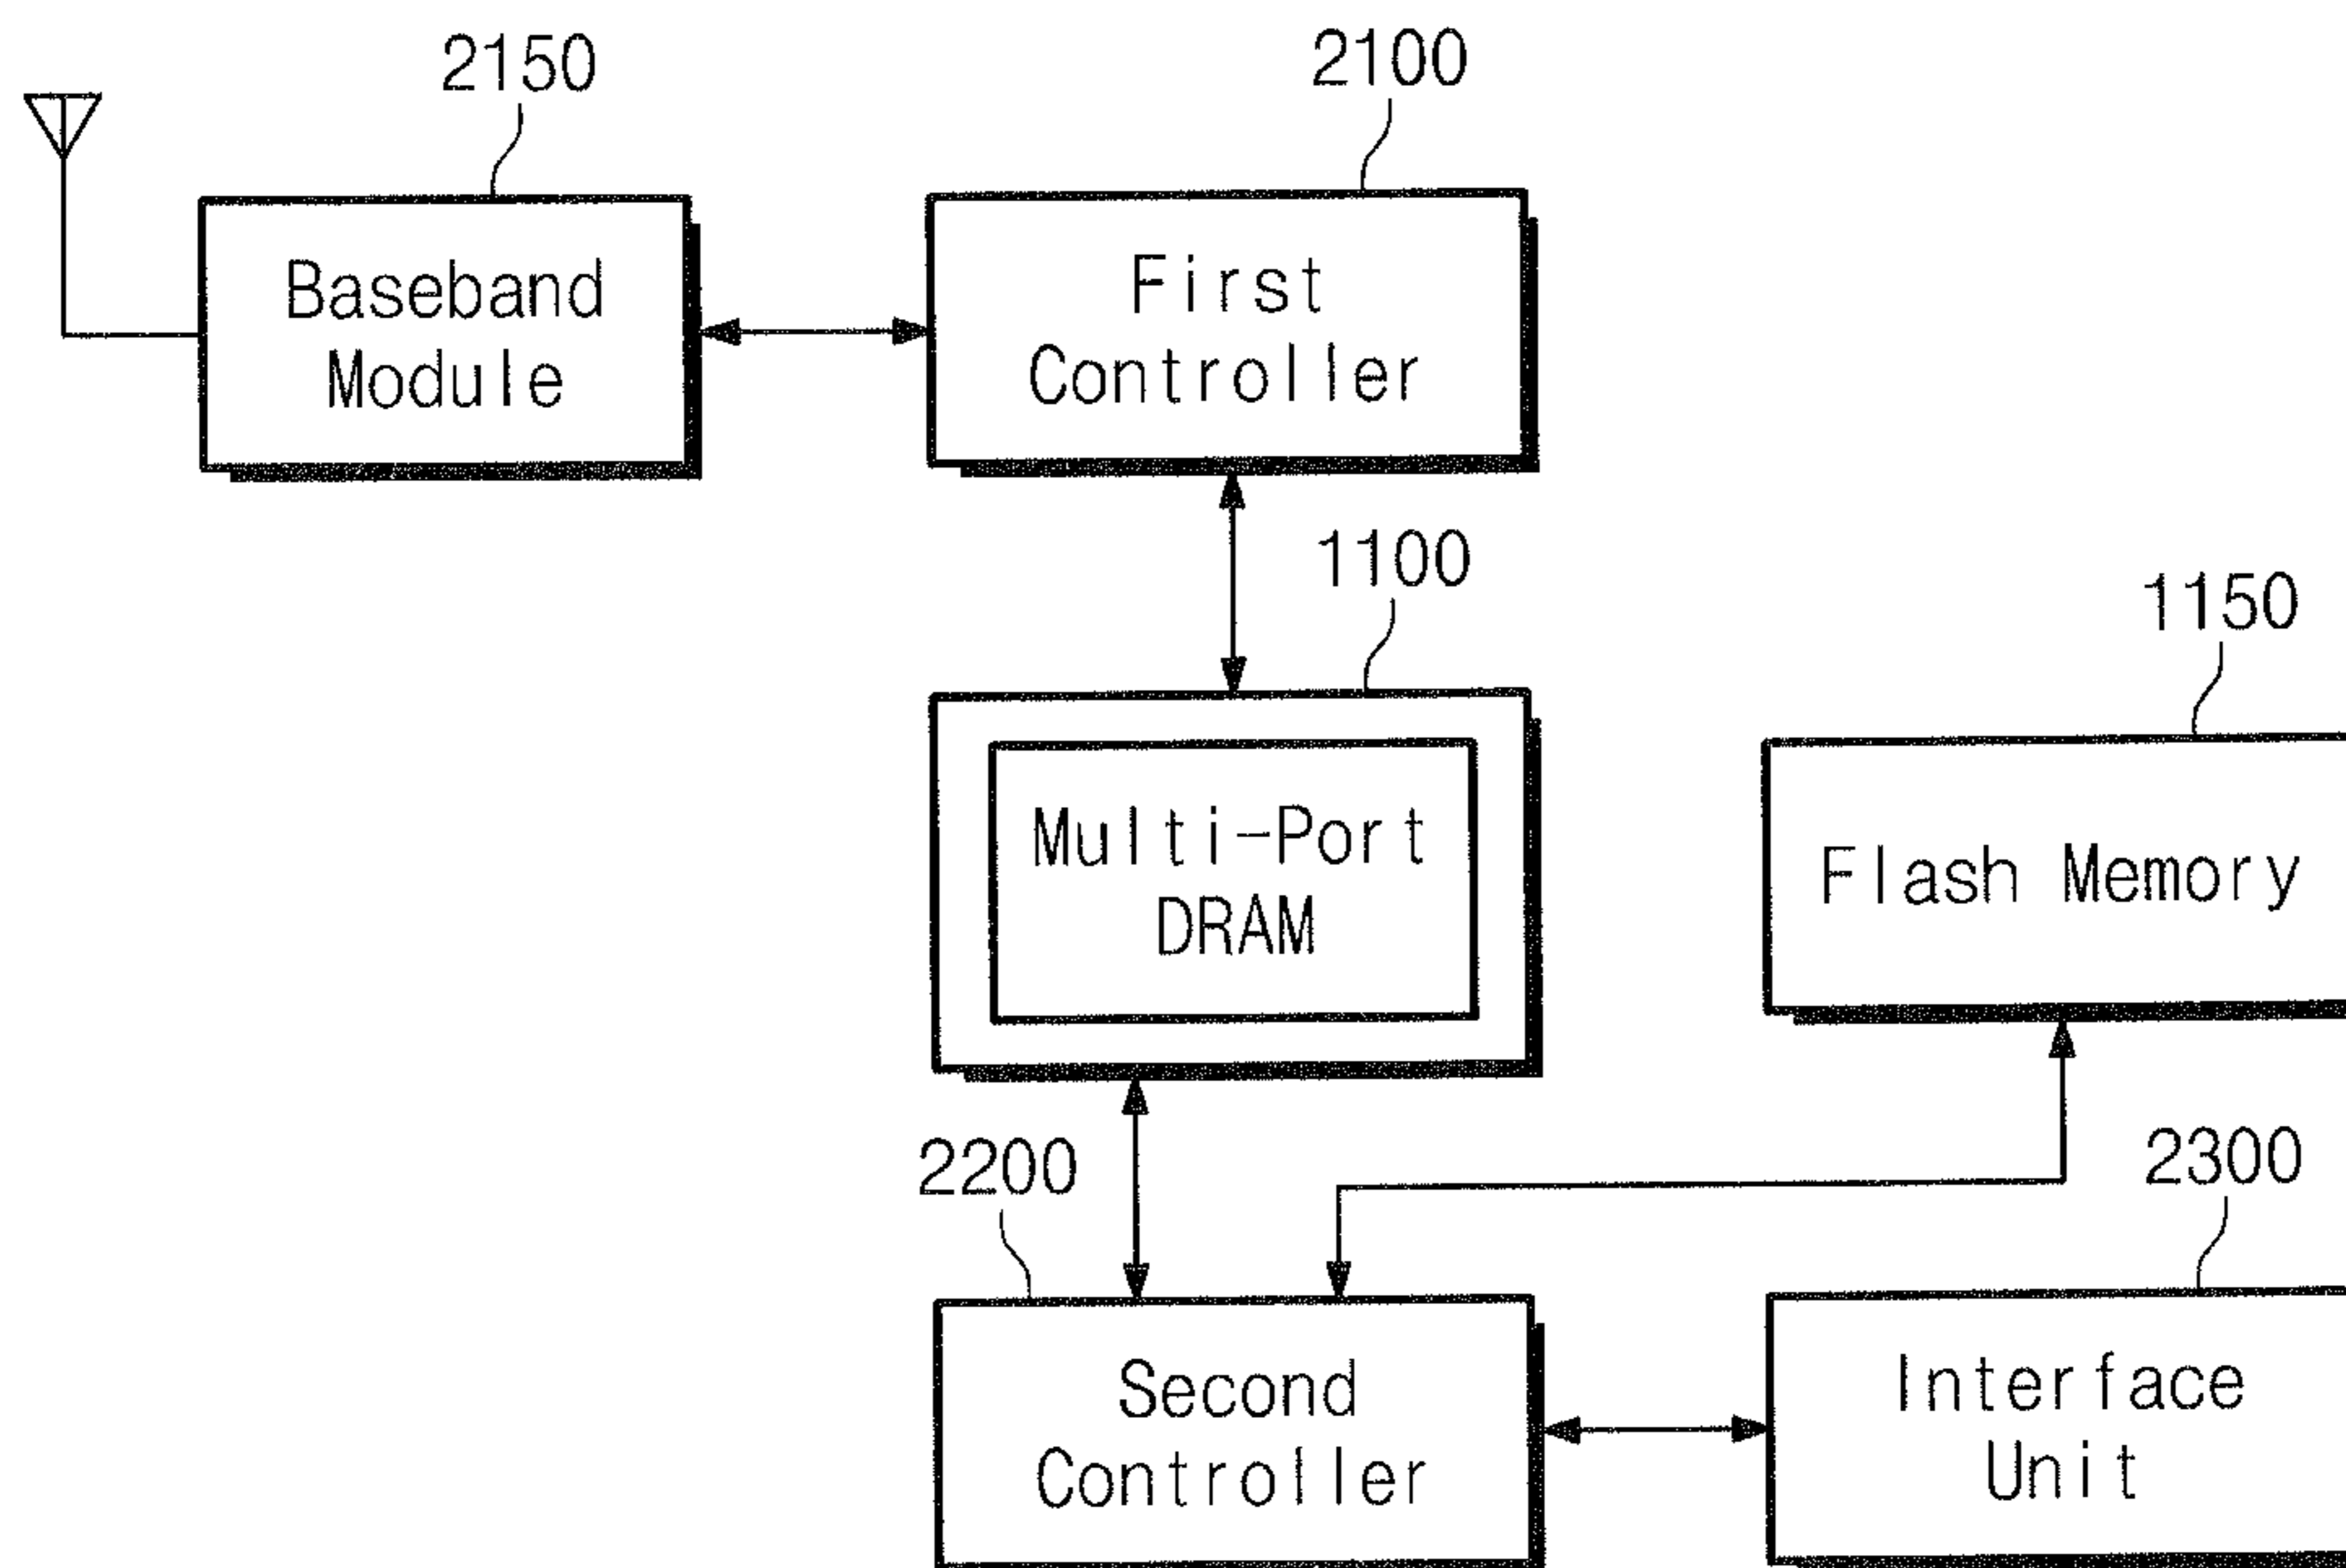 2150
2100
Baseband
Module
First
Controller
1100
1150
Multi-Port
DRAM
Flash Memory
2200
2300
Second
Controller
Interface
Unit